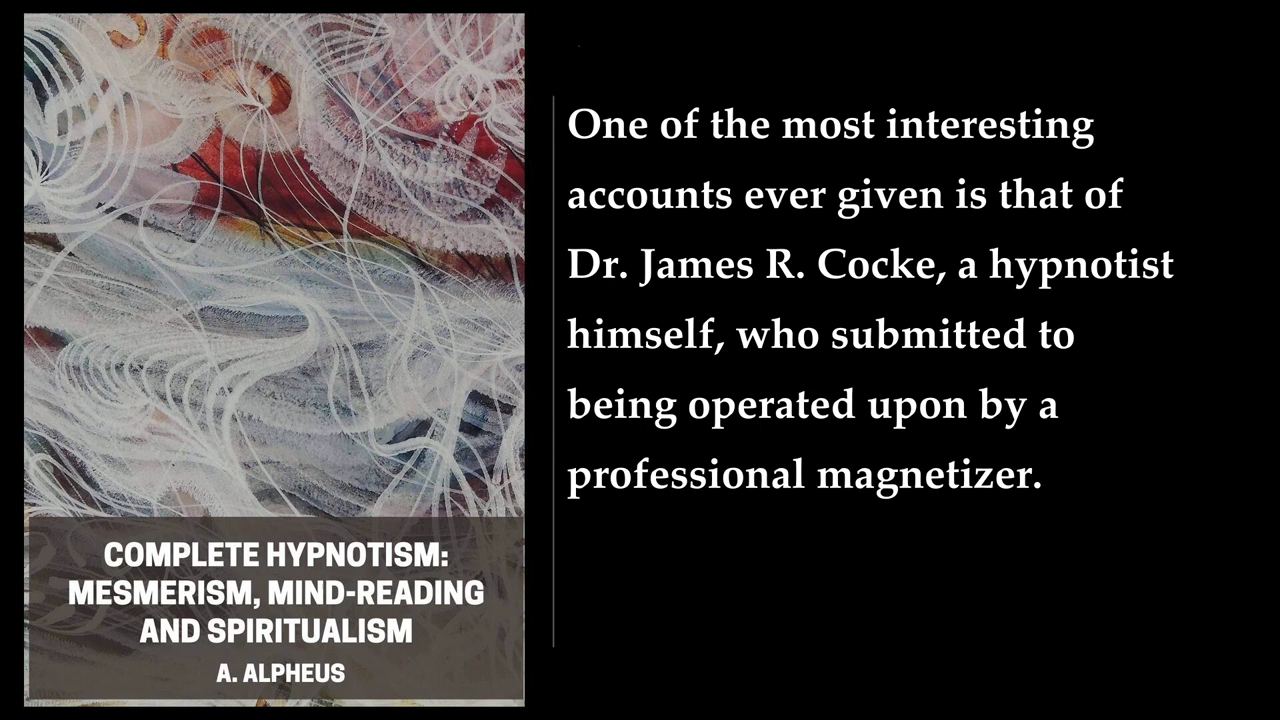 One of the most interesting
accounts ever given is that of
Dr. James R. Cocke, a hypnotist
himself, who submitted to
being operated upon by a
professional magnetizer.
COMPLETE HYPNOTISM:
MESMERISM, MIND-READING
AND SPIRITUALISM
A. ALPHEUS